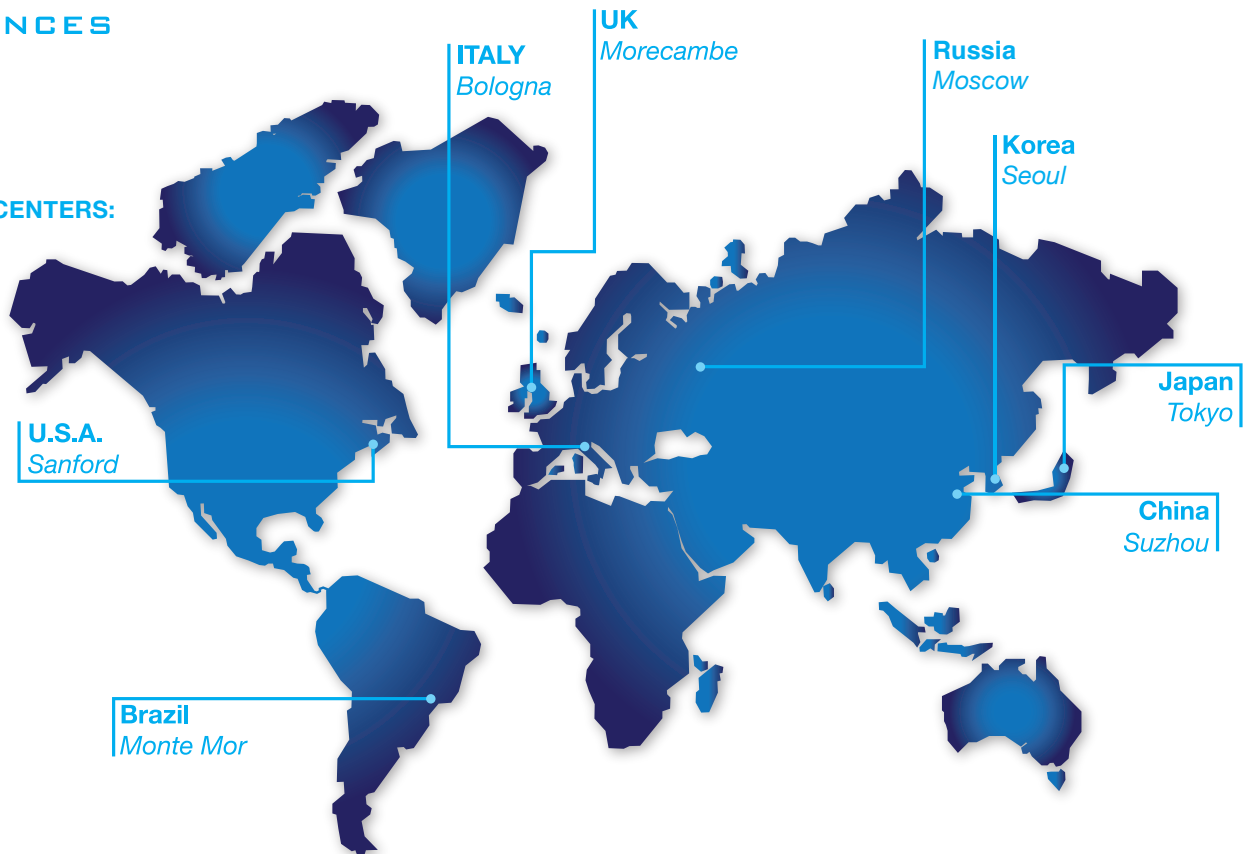 NCES
UK
Morecambe
ITALY
Bologna
Russia
Moscow
Korea
Seoul
CENTERS:
Japan
Tokyo
U.S.A.
Sanford
China
Suzhou
Brazil
Monte Mor